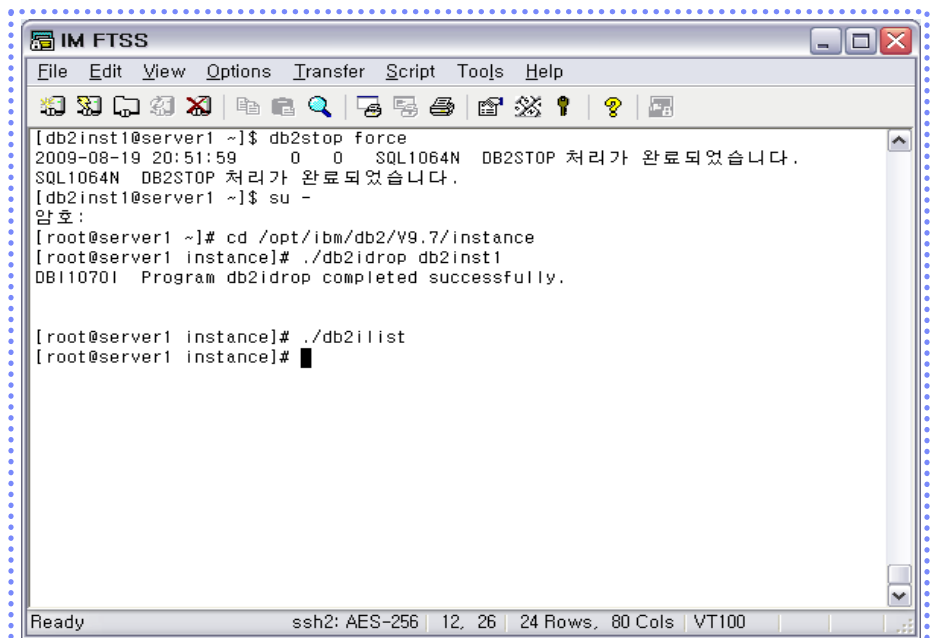 IM FTSS
File Edit View Options Transfer Script Tools Help
[db2inst1@server1 ~]$ db2stop force
2009-08-19 20:51:59 0 0 SQL1064N DB2STOP 처리가 완료되었습니다.
SQL1064N DB2STOP 처리가 완료되었습니다.
[db2inst1@server1 ~]$ su -
암호:
[root@server1 ~]# cd /opt/ibm/db2/V9.7/instance
[root@server1 instance]# ./db2idrop db2inst1
DBI1070I Program db2idrop completed successfully.
[root@server1 instance]# ./db2ilist
[root@server1 instance]#
Ready ssh2: AES-256 12, 26 24 Rows, 80 Cols VT100